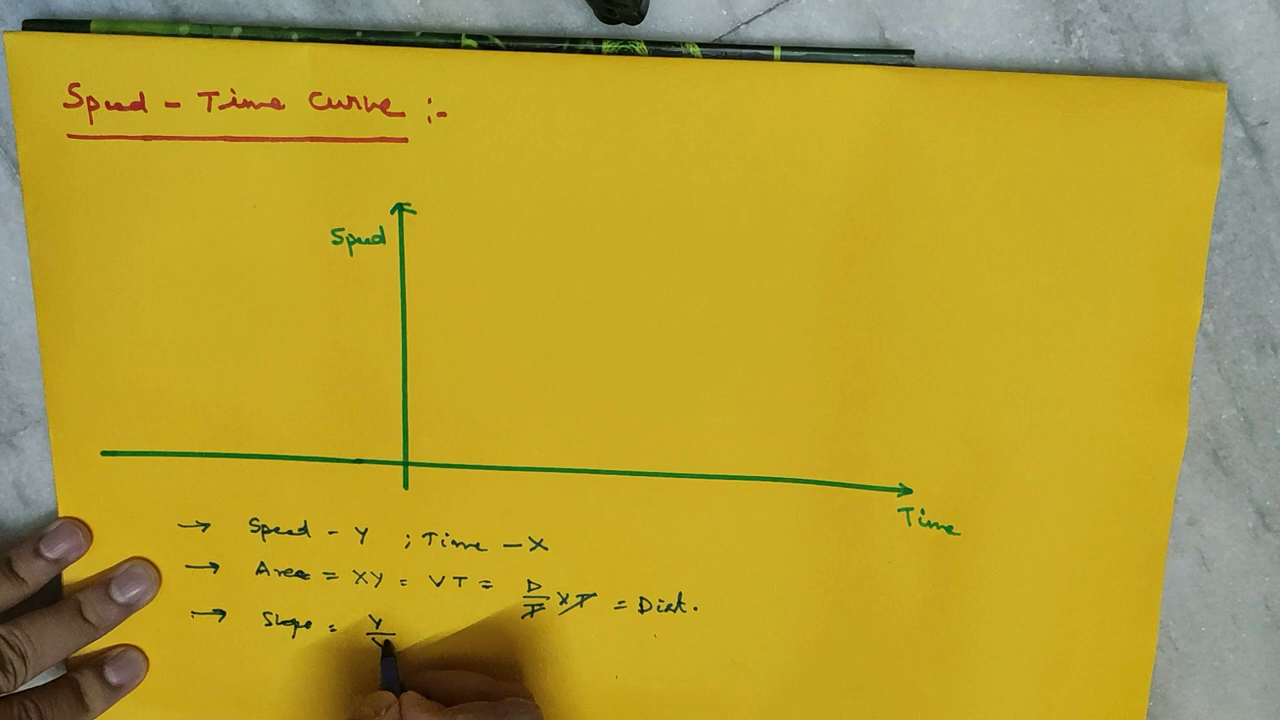 Speed - Time Curve :-
Speed
Time
→ Speed - Y ; Time - X
→ Area = XY = VT = D/T × T = Dist.
→ Slope = Y/